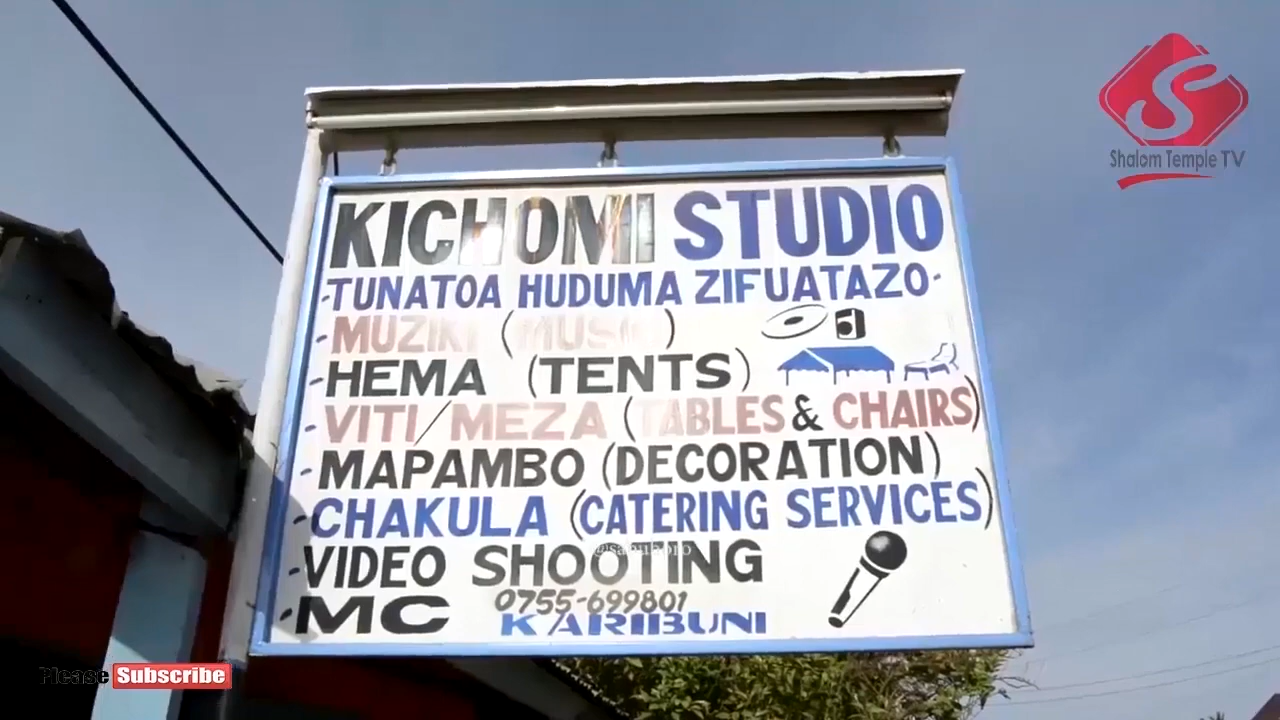 KICHOMI STUDIO
-TUNATOA HUDUMA ZIFUATAZO-
-MUZIKI (MUSIC)
-HEMA (TENTS)
-VITI/MEZA (TABLES & CHAIRS)
-MAPAMBO (DECORATION)
-CHAKULA (CATERING SERVICES)
-VIDEO SHOOTING
-MC 0755-699801
KARIBUNI
S
Shalom Temple TV
Please Subscribe